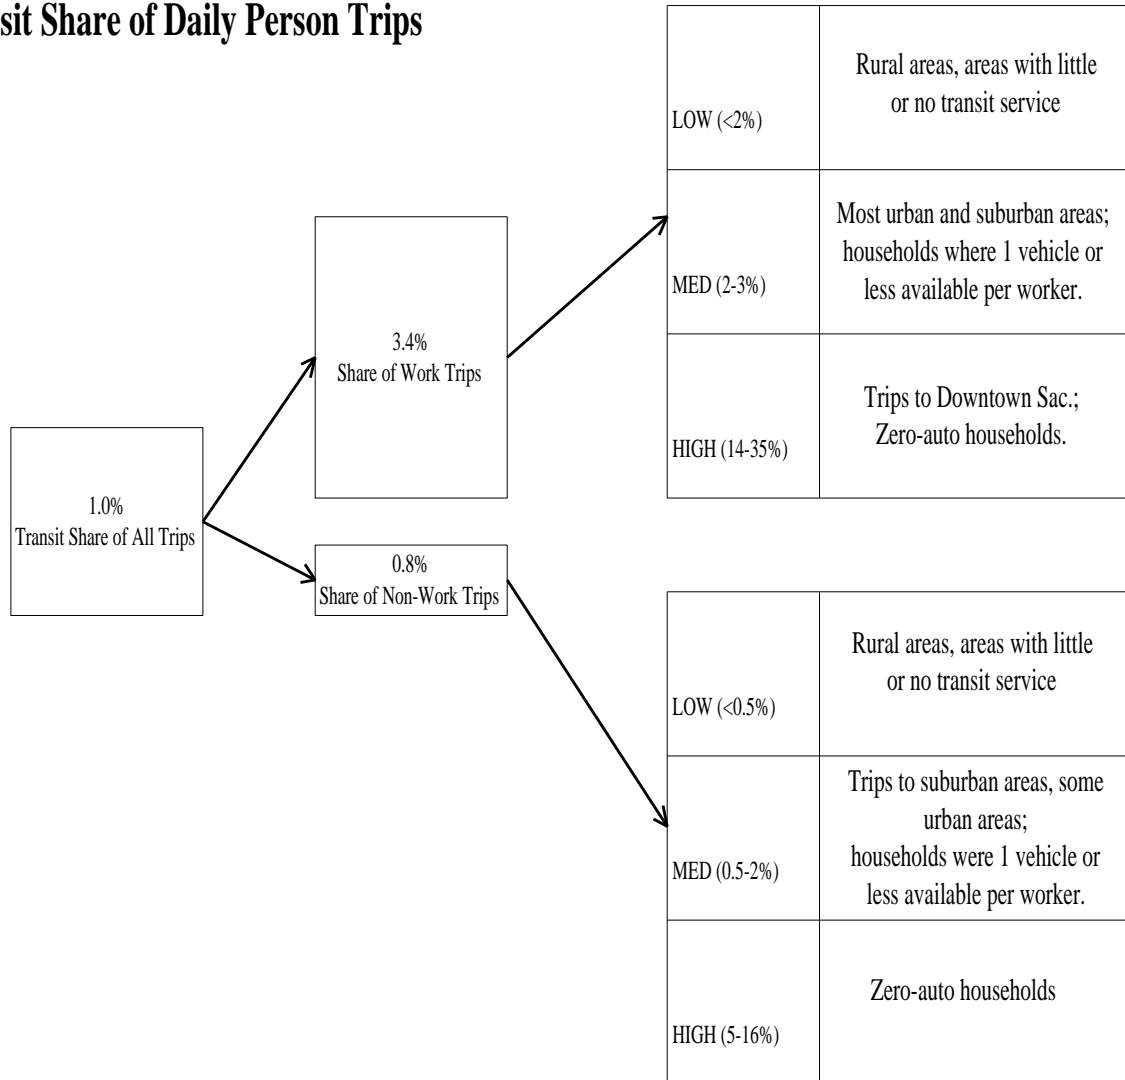 sit Share of Daily Person Trips
1.0%
Transit Share of All Trips
3.4%
Share of Work Trips
0.8%
Share of Non-Work Trips
LOW (<2%)
Rural areas, areas with little
or no transit service
MED (2-3%)
Most urban and suburban areas;
households where 1 vehicle or
less available per worker.
HIGH (14-35%)
Trips to Downtown Sac.;
Zero-auto households.
LOW (<0.5%)
Rural areas, areas with little
or no transit service
MED (0.5-2%)
Trips to suburban areas, some
urban areas;
households were 1 vehicle or
less available per worker.
HIGH (5-16%)
Zero-auto households